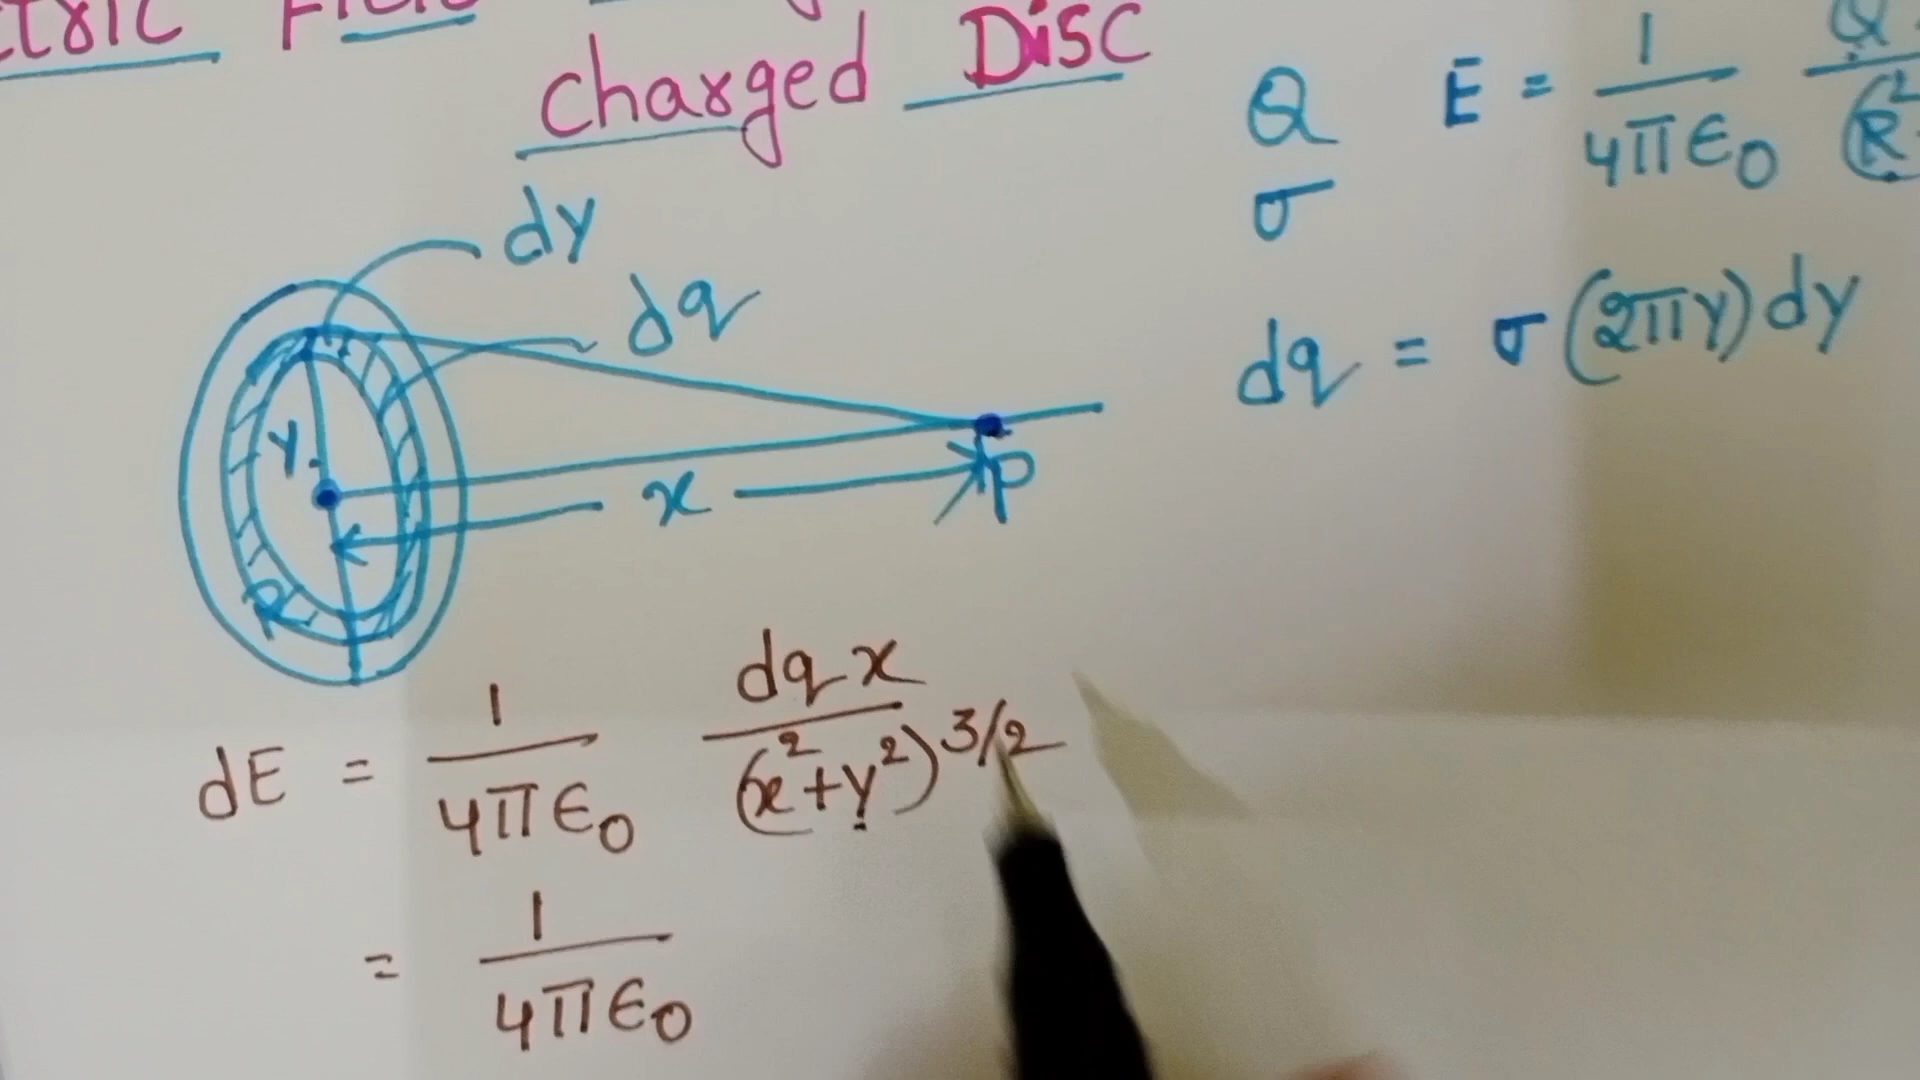 charged Disc
Q E = 1/4πϵ0
σ
dy
dq
dq = σ(2πy)dy
y
x
P
R
dE = 1/4πϵ0 dq x/(x²+y²)^3/2
= 1/4πϵ0